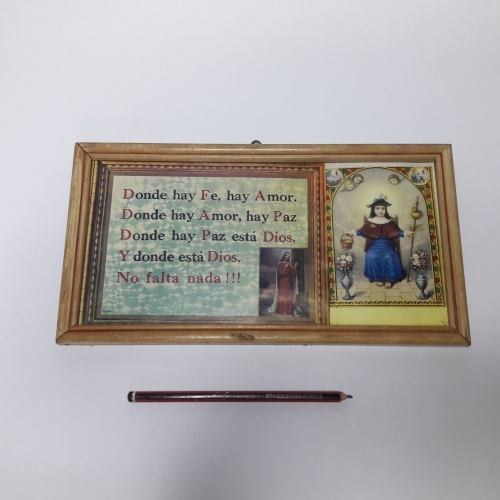 Donde hay Fe, hay Amor.
Donde hay Amor, hay Paz
Donde hay Paz está Dios,
Y donde está Dios,
No falta nada!!!